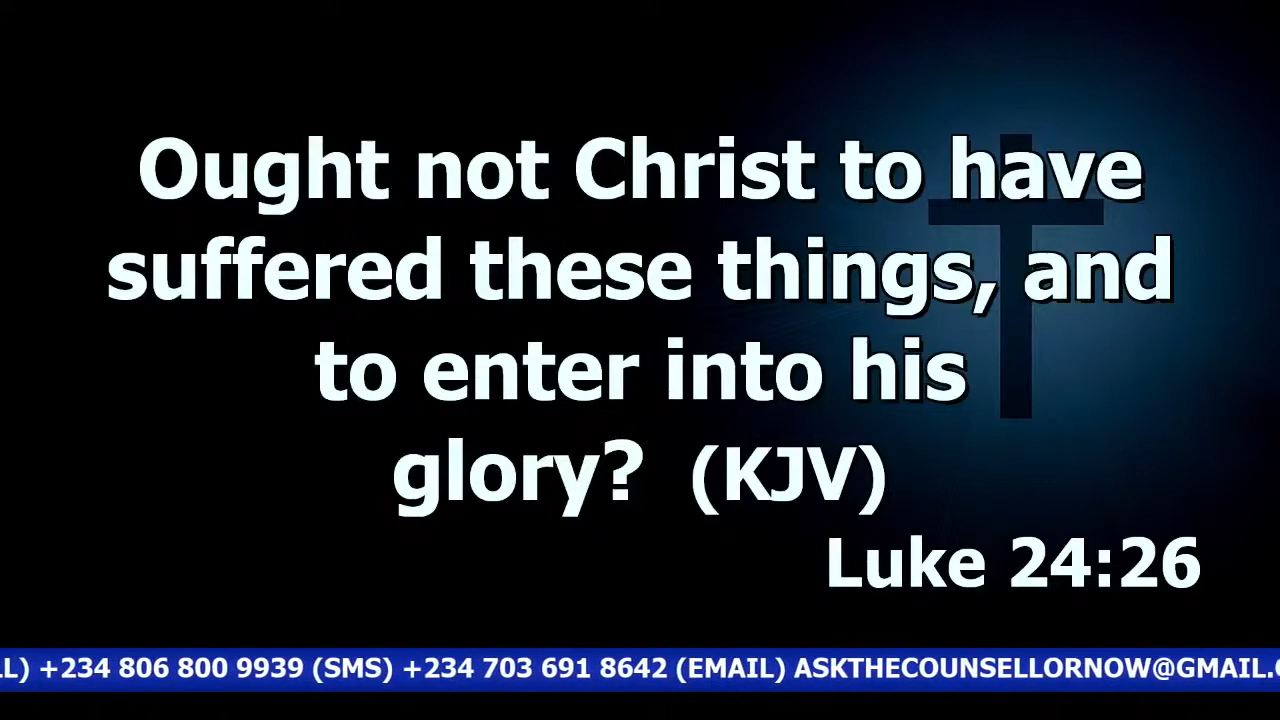 Ought not Christ to have
suffered these things, and
to enter into his
glory? (KJV)
Luke 24:26
LL) +234 806 800 9939 (SMS) +234 703 691 8642 (EMAIL) ASKTHECOUNSELLORNOW@GMAIL.C